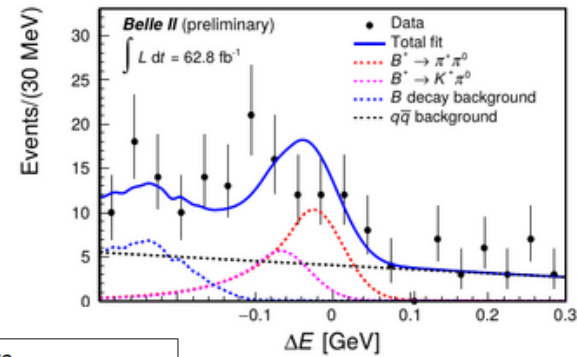 Belle II (preliminary)
∫ L dt = 62.8 fb⁻¹
Data
Total fit
B⁺ → π⁺π⁰
B⁺ → K⁺π⁰
B decay background
qq̅ background
Events/(30 MeV)
30
25
20
15
10
5
0
−0.1 0 0.1 0.2 0.3
ΔE [GeV]